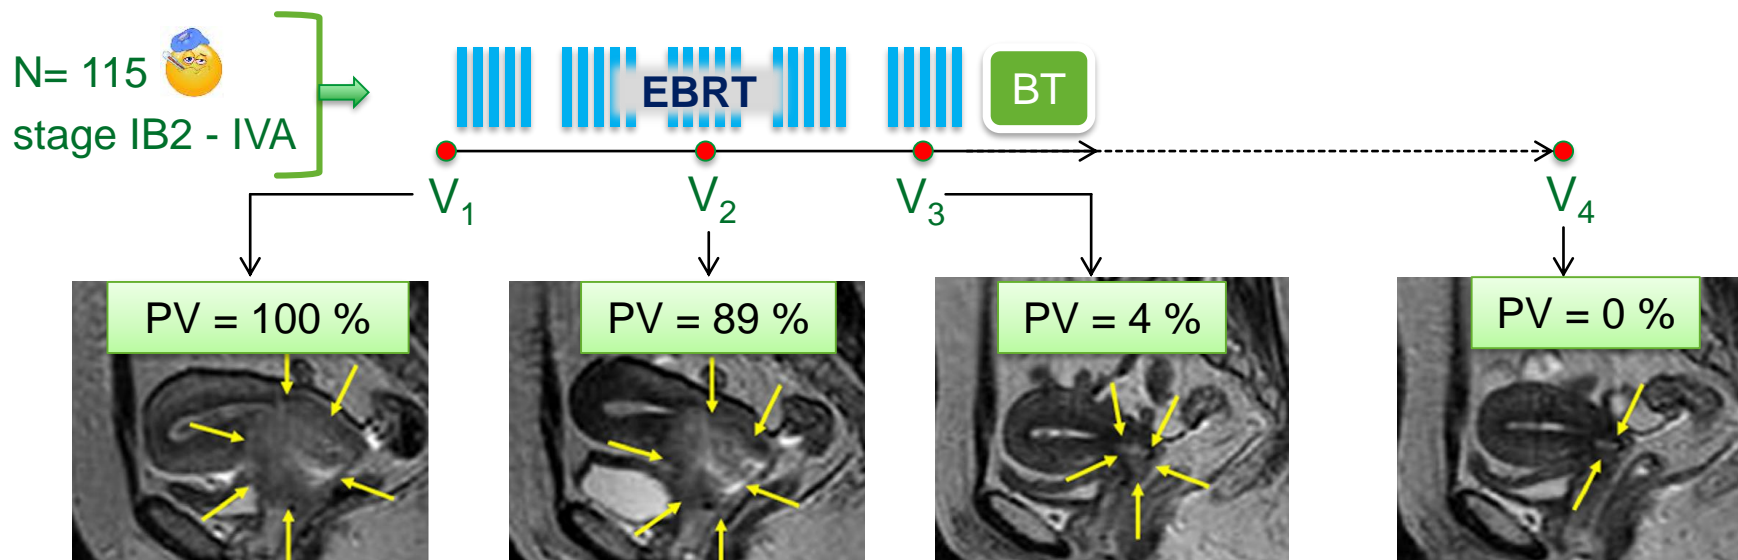 N= 115
stage IB2 - IVA
EBRT
BT
V1
V2
V3
V4
PV = 100 %
PV = 89 %
PV = 4 %
PV = 0 %